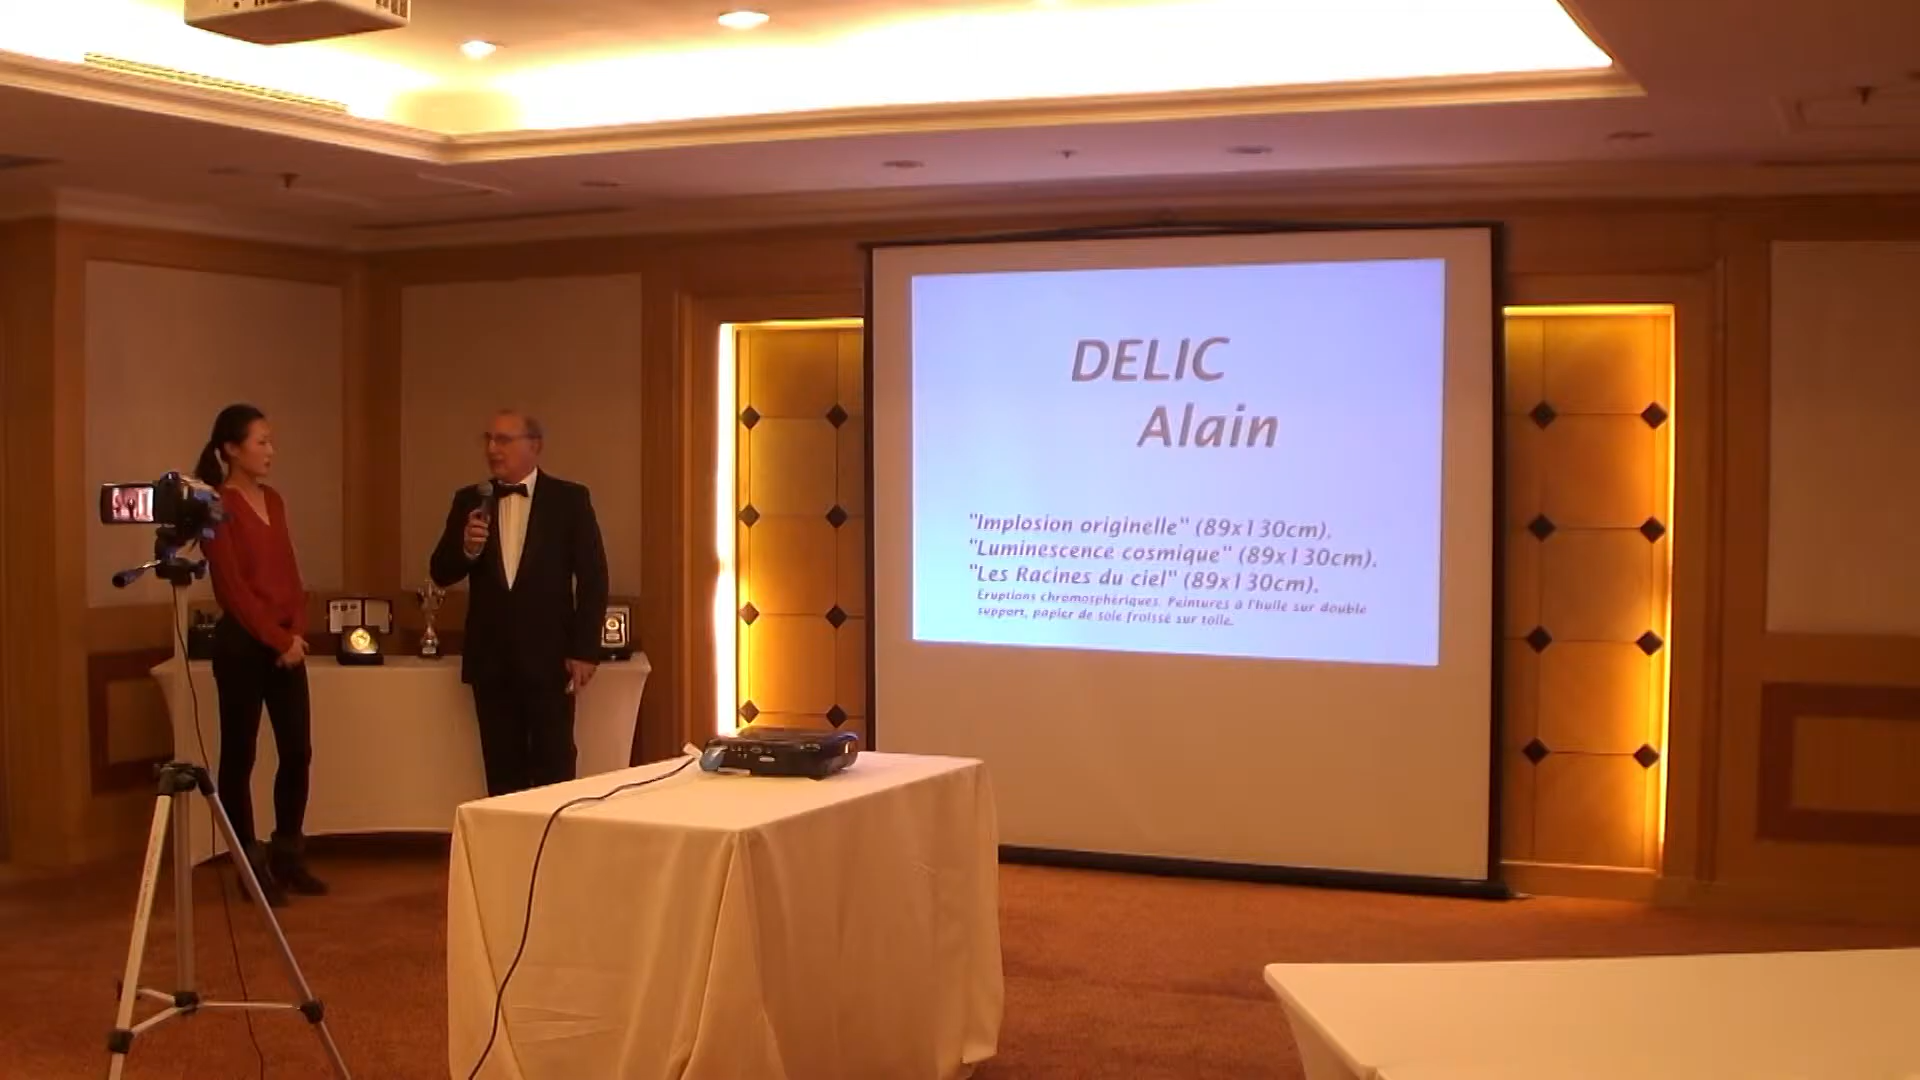 DELIC
Alain
"Implosion originelle" (89x130cm).
"Luminescence cosmique" (89x130cm).
"Les Racines du ciel" (89x130cm).
Eruptions chromosphériques. Peintures à l'huile sur double
support, papier de soie froissé sur toile.